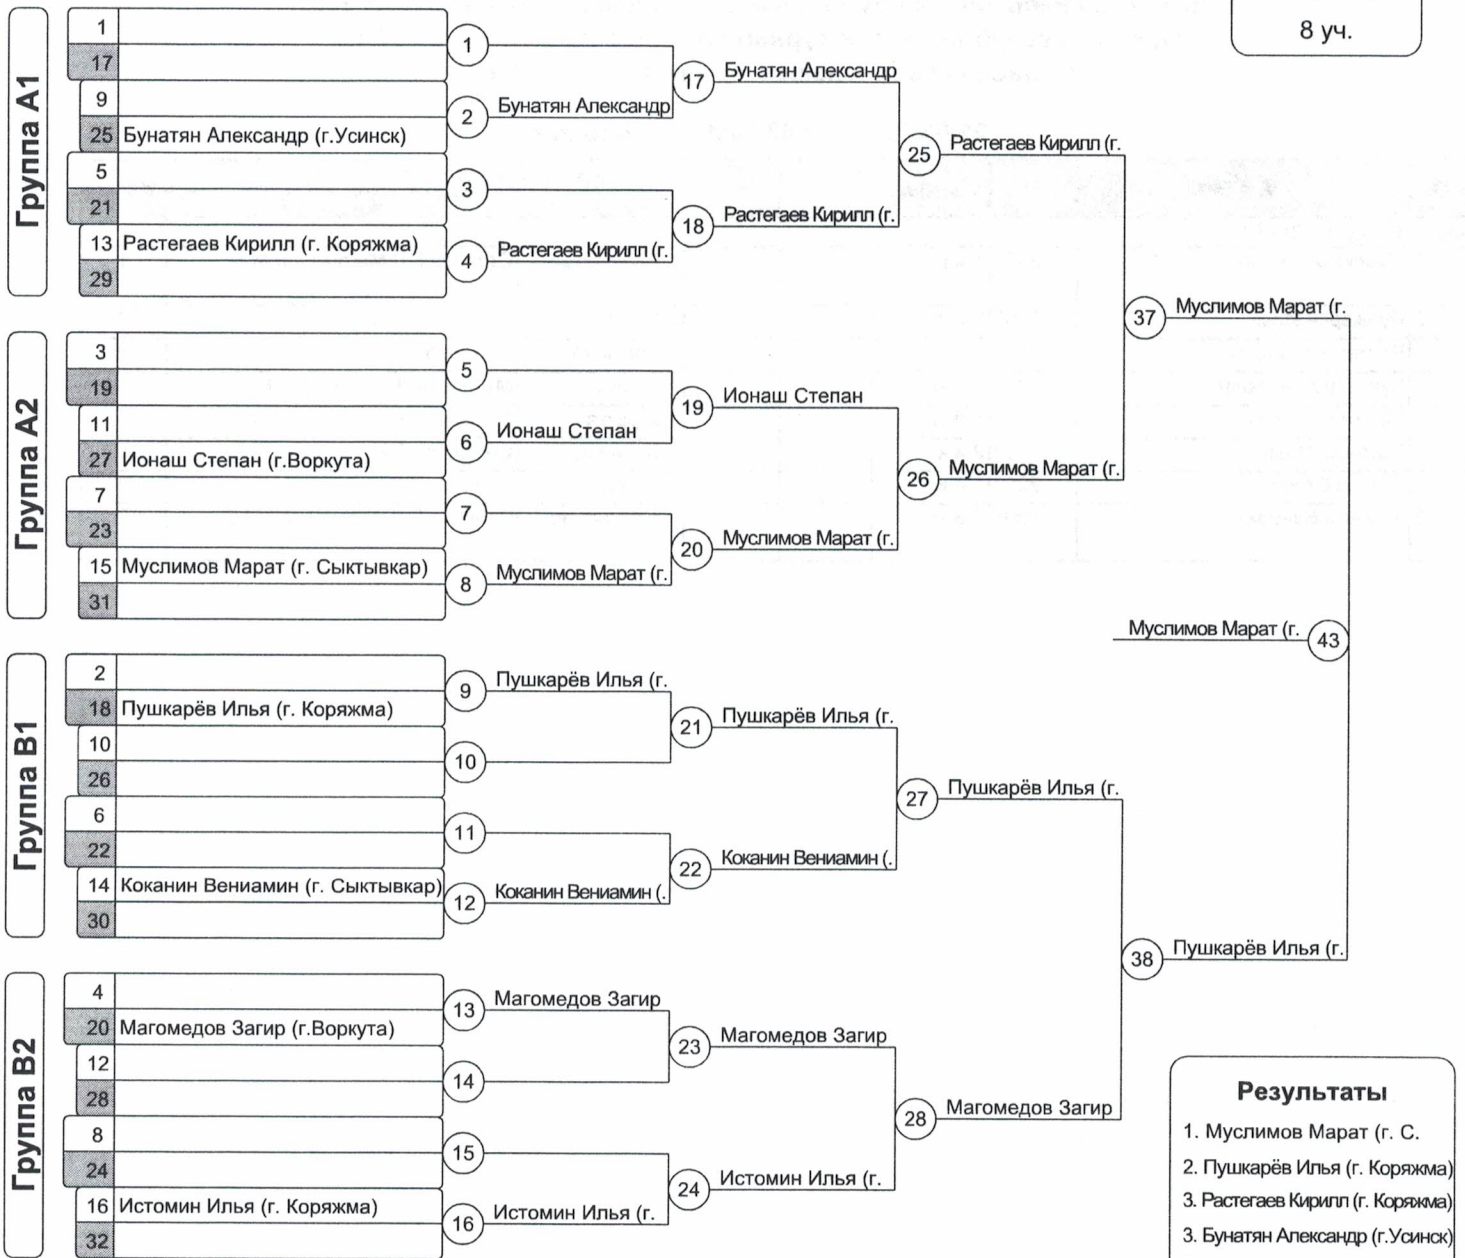 8 уч.
Группа A1
1
17
9
25 Бунатян Александр (г.Усинск)
5
21
13 Растегаев Кирилл (г. Коряжма)
29
1
2 Бунатян Александр
3
4 Растегаев Кирилл (г.
17 Бунатян Александр
18 Растегаев Кирилл (г.
25 Растегаев Кирилл (г.
Группа A2
3
19
11
27 Ионаш Степан (г.Воркута)
7
23
15 Муслимов Марат (г. Сыктывкар)
31
5
6 Ионаш Степан
7
8 Муслимов Марат (г.
19 Ионаш Степан
20 Муслимов Марат (г.
26 Муслимов Марат (г.
37 Муслимов Марат (г.
Муслимов Марат (г. 43
Группа B1
2
18 Пушкарёв Илья (г. Коряжма)
10
26
6
22
14 Коканин Вениамин (г. Сыктывкар)
30
9 Пушкарёв Илья (г.
10
11
12 Коканин Вениамин (.
21 Пушкарёв Илья (г.
22 Коканин Вениамин (.
27 Пушкарёв Илья (г.
Группа B2
4
20 Магомедов Загир (г.Воркута)
12
28
8
24
16 Истомин Илья (г. Коряжма)
32
13 Магомедов Загир
14
15
16 Истомин Илья (г.
23 Магомедов Загир
24 Истомин Илья (г.
28 Магомедов Загир
38 Пушкарёв Илья (г.
Результаты
1. Муслимов Марат (г. С.
2. Пушкарёв Илья (г. Коряжма)
3. Растегаев Кирилл (г. Коряжма)
3. Бунатян Александр (г.Усинск)